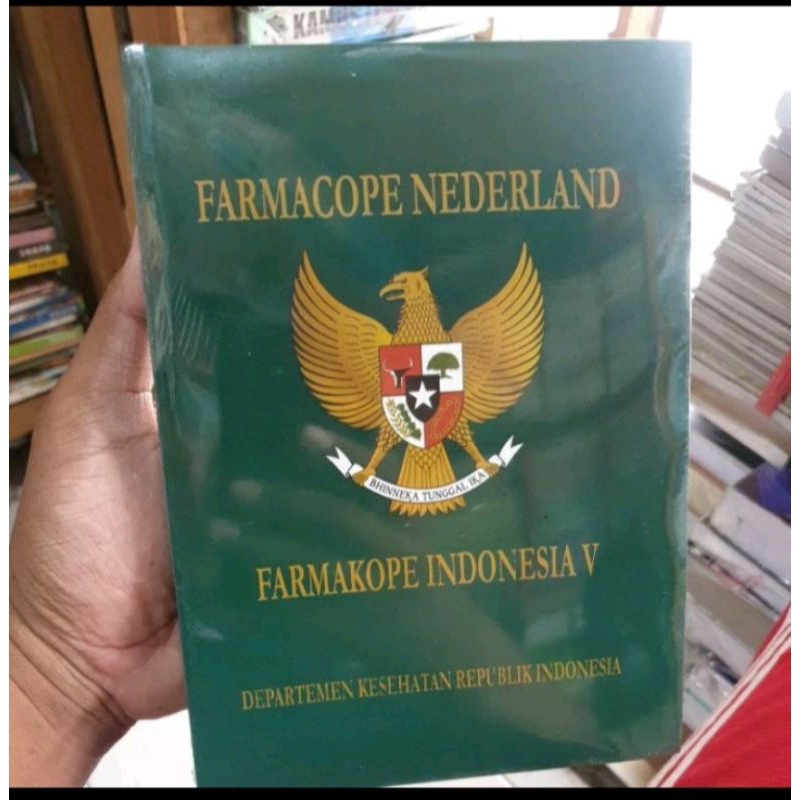 FARMACOPE NEDERLAND
BHINNEKA TUNGGAL IKA
FARMAKOPE INDONESIA V
DEPARTEMEN KESEHATAN REPUBLIK INDONESIA